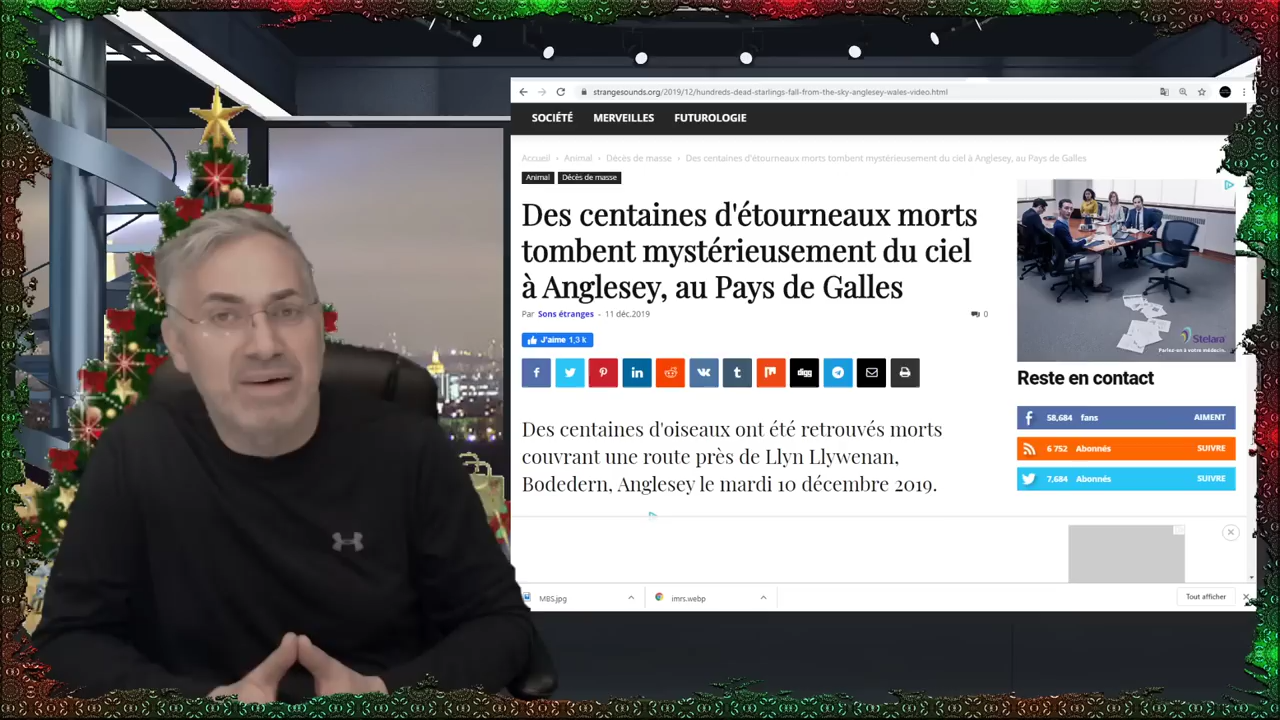 strangesounds.org/2019/12/hundreds-dead-starlings-fall-from-the-sky-anglesey-wales-video.html
SOCIÉTÉ MERVEILLES FUTUROLOGIE
Accueil › Animal › Décès de masse › Des centaines d'étourneaux morts tombent mystérieusement du ciel à Anglesey, au Pays de Galles
Animal Décès de masse
Des centaines d'étourneaux morts
tombent mystérieusement du ciel
à Anglesey, au Pays de Galles
Par Sons étranges - 11 déc.2019 0
J'aime 1,3 k
digg
Des centaines d'oiseaux ont été retrouvés morts
couvrant une route près de Llyn Llywenan,
Bodedern, Anglesey le mardi 10 décembre 2019.
Stelara
Parlez-en à votre médecin.
Reste en contact
58,684 fans AIMENT
6 752 Abonnés SUIVRE
7,684 Abonnés SUIVRE
MBS.jpg imrs.webp Tout afficher